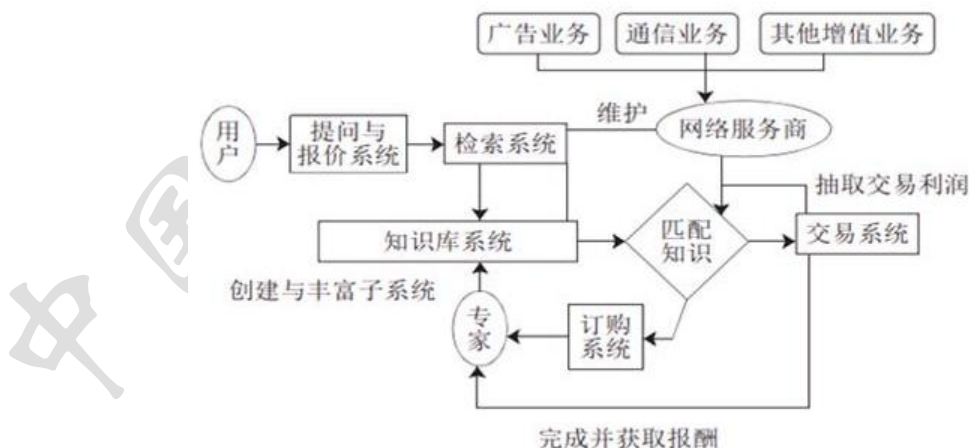 广告业务
通信业务
其他增值业务
维护
网络服务商
用户
提问与
报价系统
检索系统
抽取交易利润
知识库系统
匹配
知识
交易系统
创建与丰富子系统
专家
订购
系统
完成并获取报酬
中国